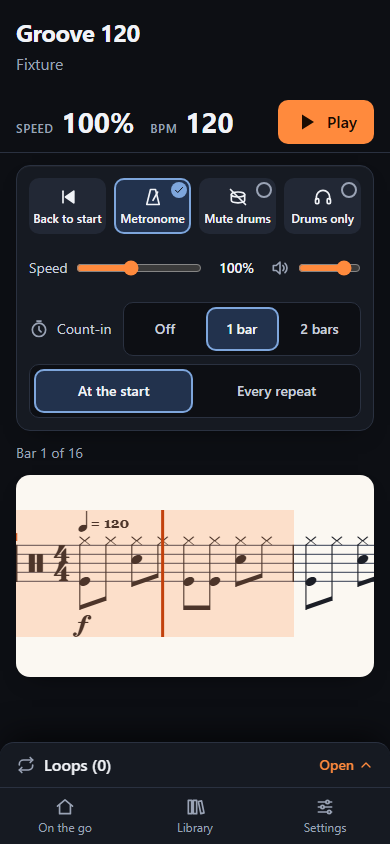 Groove 120
Fixture
SPEED 100% BPM 120 Play
Back to start Metronome Mute drums Drums only
Speed 100%
Count-in Off 1 bar 2 bars
At the start Every repeat
Bar 1 of 16
♩ = 120
4
4
f
Loops (0) Open
On the go Library Settings